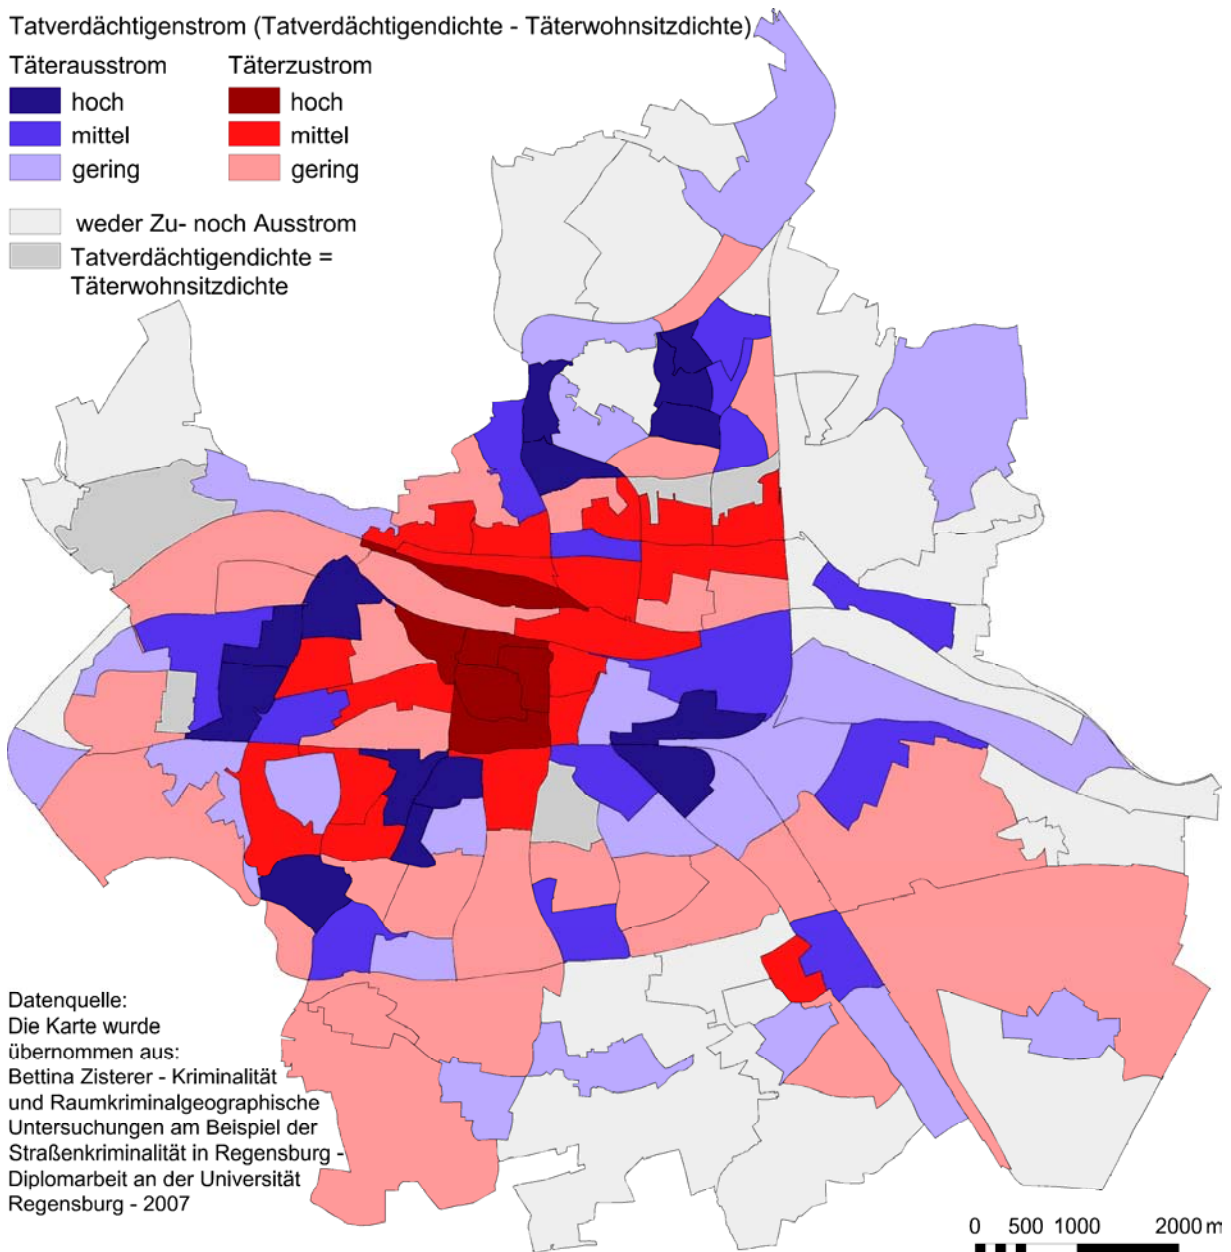 Tatverdächtigenstrom (Tatverdächtigendichte - Täterwohnsitzdichte)
Täterausstrom Täterzustrom
hoch hoch
mittel mittel
gering gering
weder Zu- noch Ausstrom
Tatverdächtigendichte =
Täterwohnsitzdichte
Datenquelle:
Die Karte wurde
übernommen aus:
Bettina Zisterer - Kriminalität
und Raumkriminalgeographische
Untersuchungen am Beispiel der
Straßenkriminalität in Regensburg -
Diplomarbeit an der Universität
Regensburg - 2007
0 500 1000 2000 m